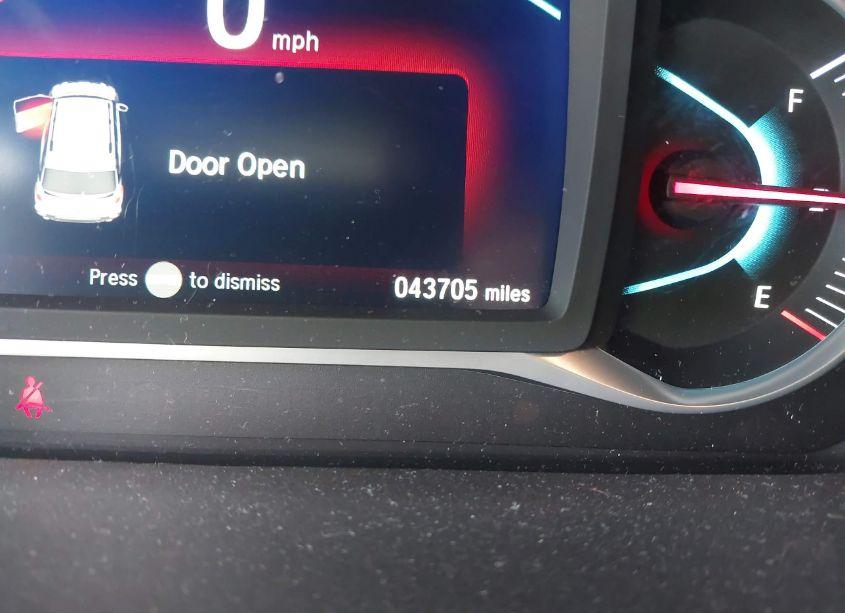 0 mph
F
Door Open
Press to dismiss
043705 miles
E